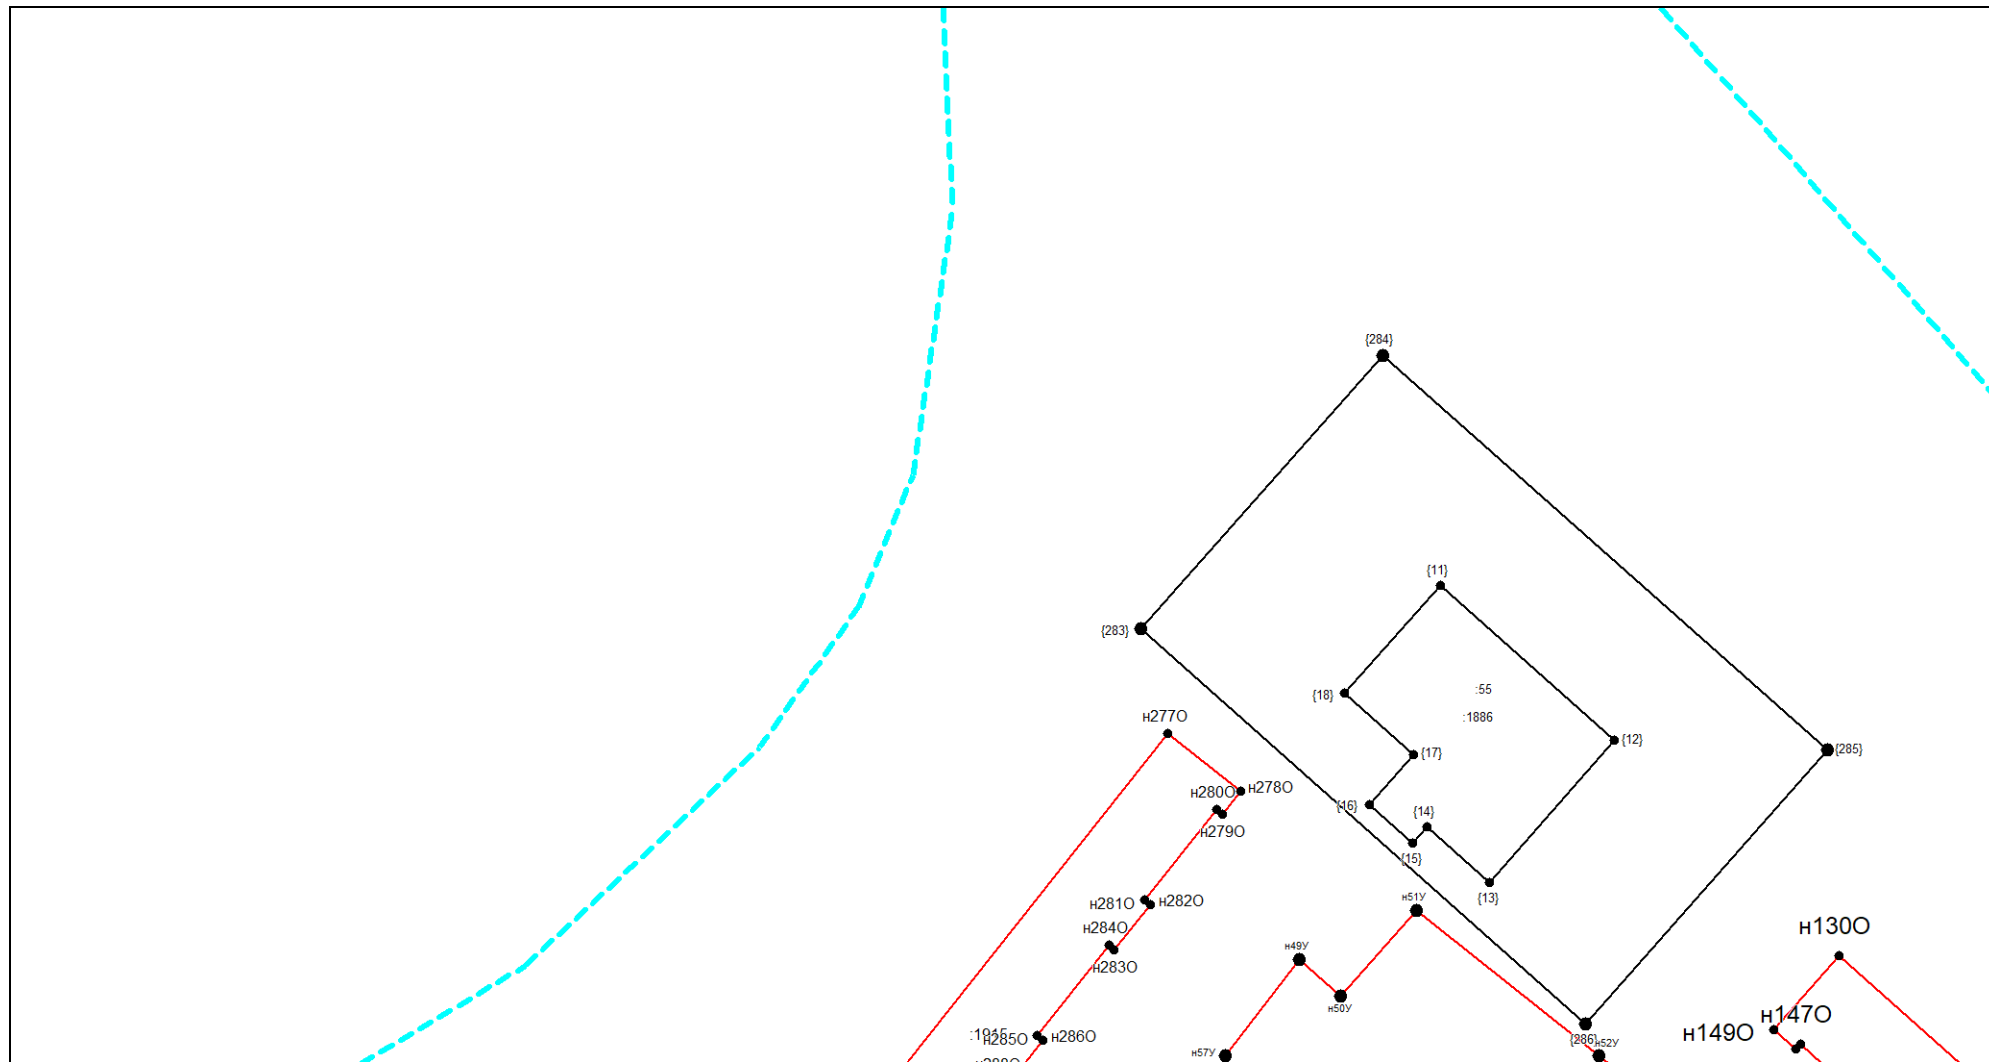 {284}
{11}
{283}
:55
{18}
:1886
н277О
{12}
{285}
{17}
н278О
н280О
{16}
{14}
н279О
{15}
{13}
н51У
н281О
н282О
н284О
н130О
н49У
н283О
н50У
н147О
н149О
н285О
н286О
{286}
н52У
н57У